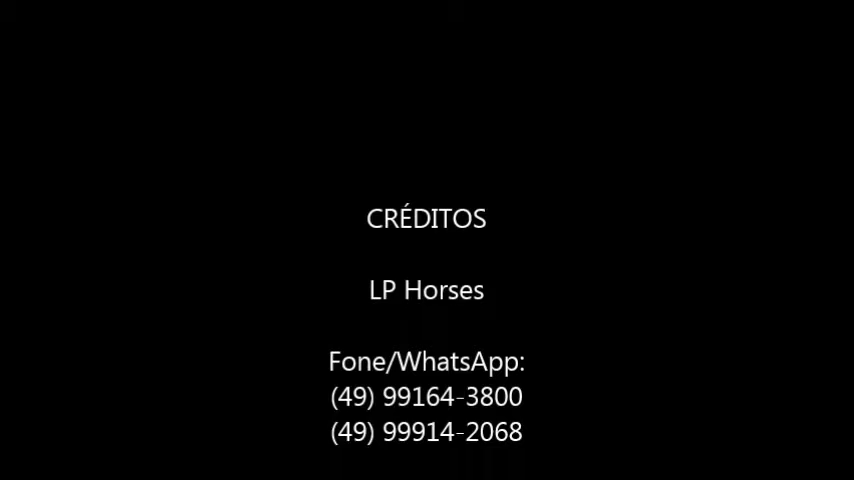 CRÉDITOS
LP Horses
Fone/WhatsApp:
(49) 99164-3800
(49) 99914-2068